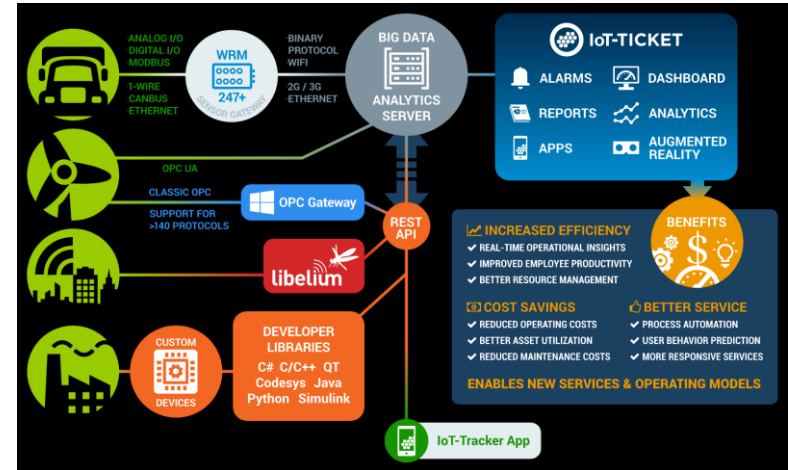 ANALOG I/O
DIGITAL I/O
MODBUS
1-WIRE
CANBUS
ETHERNET
WRM
247+
SENSOR GATEWAY
BINARY
PROTOCOL
WIFI
2G / 3G
ETHERNET
BIG DATA
ANALYTICS
SERVER
IoT-TICKET
ALARMS
DASHBOARD
REPORTS
ANALYTICS
APPS
AUGMENTED
REALITY
OPC UA
CLASSIC OPC
SUPPORT FOR
>140 PROTOCOLS
OPC Gateway
REST
API
libelium
CUSTOM
DEVICES
DEVELOPER
LIBRARIES
C# C/C++ QT
Codesys Java
Python Simulink
IoT-Tracker App
BENEFITS
$
INCREASED EFFICIENCY
REAL-TIME OPERATIONAL INSIGHTS
IMPROVED EMPLOYEE PRODUCTIVITY
BETTER RESOURCE MANAGEMENT
COST SAVINGS
REDUCED OPERATING COSTS
BETTER ASSET UTILIZATION
REDUCED MAINTENANCE COSTS
BETTER SERVICE
PROCESS AUTOMATION
USER BEHAVIOR PREDICTION
MORE RESPONSIVE SERVICES
ENABLES NEW SERVICES & OPERATING MODELS